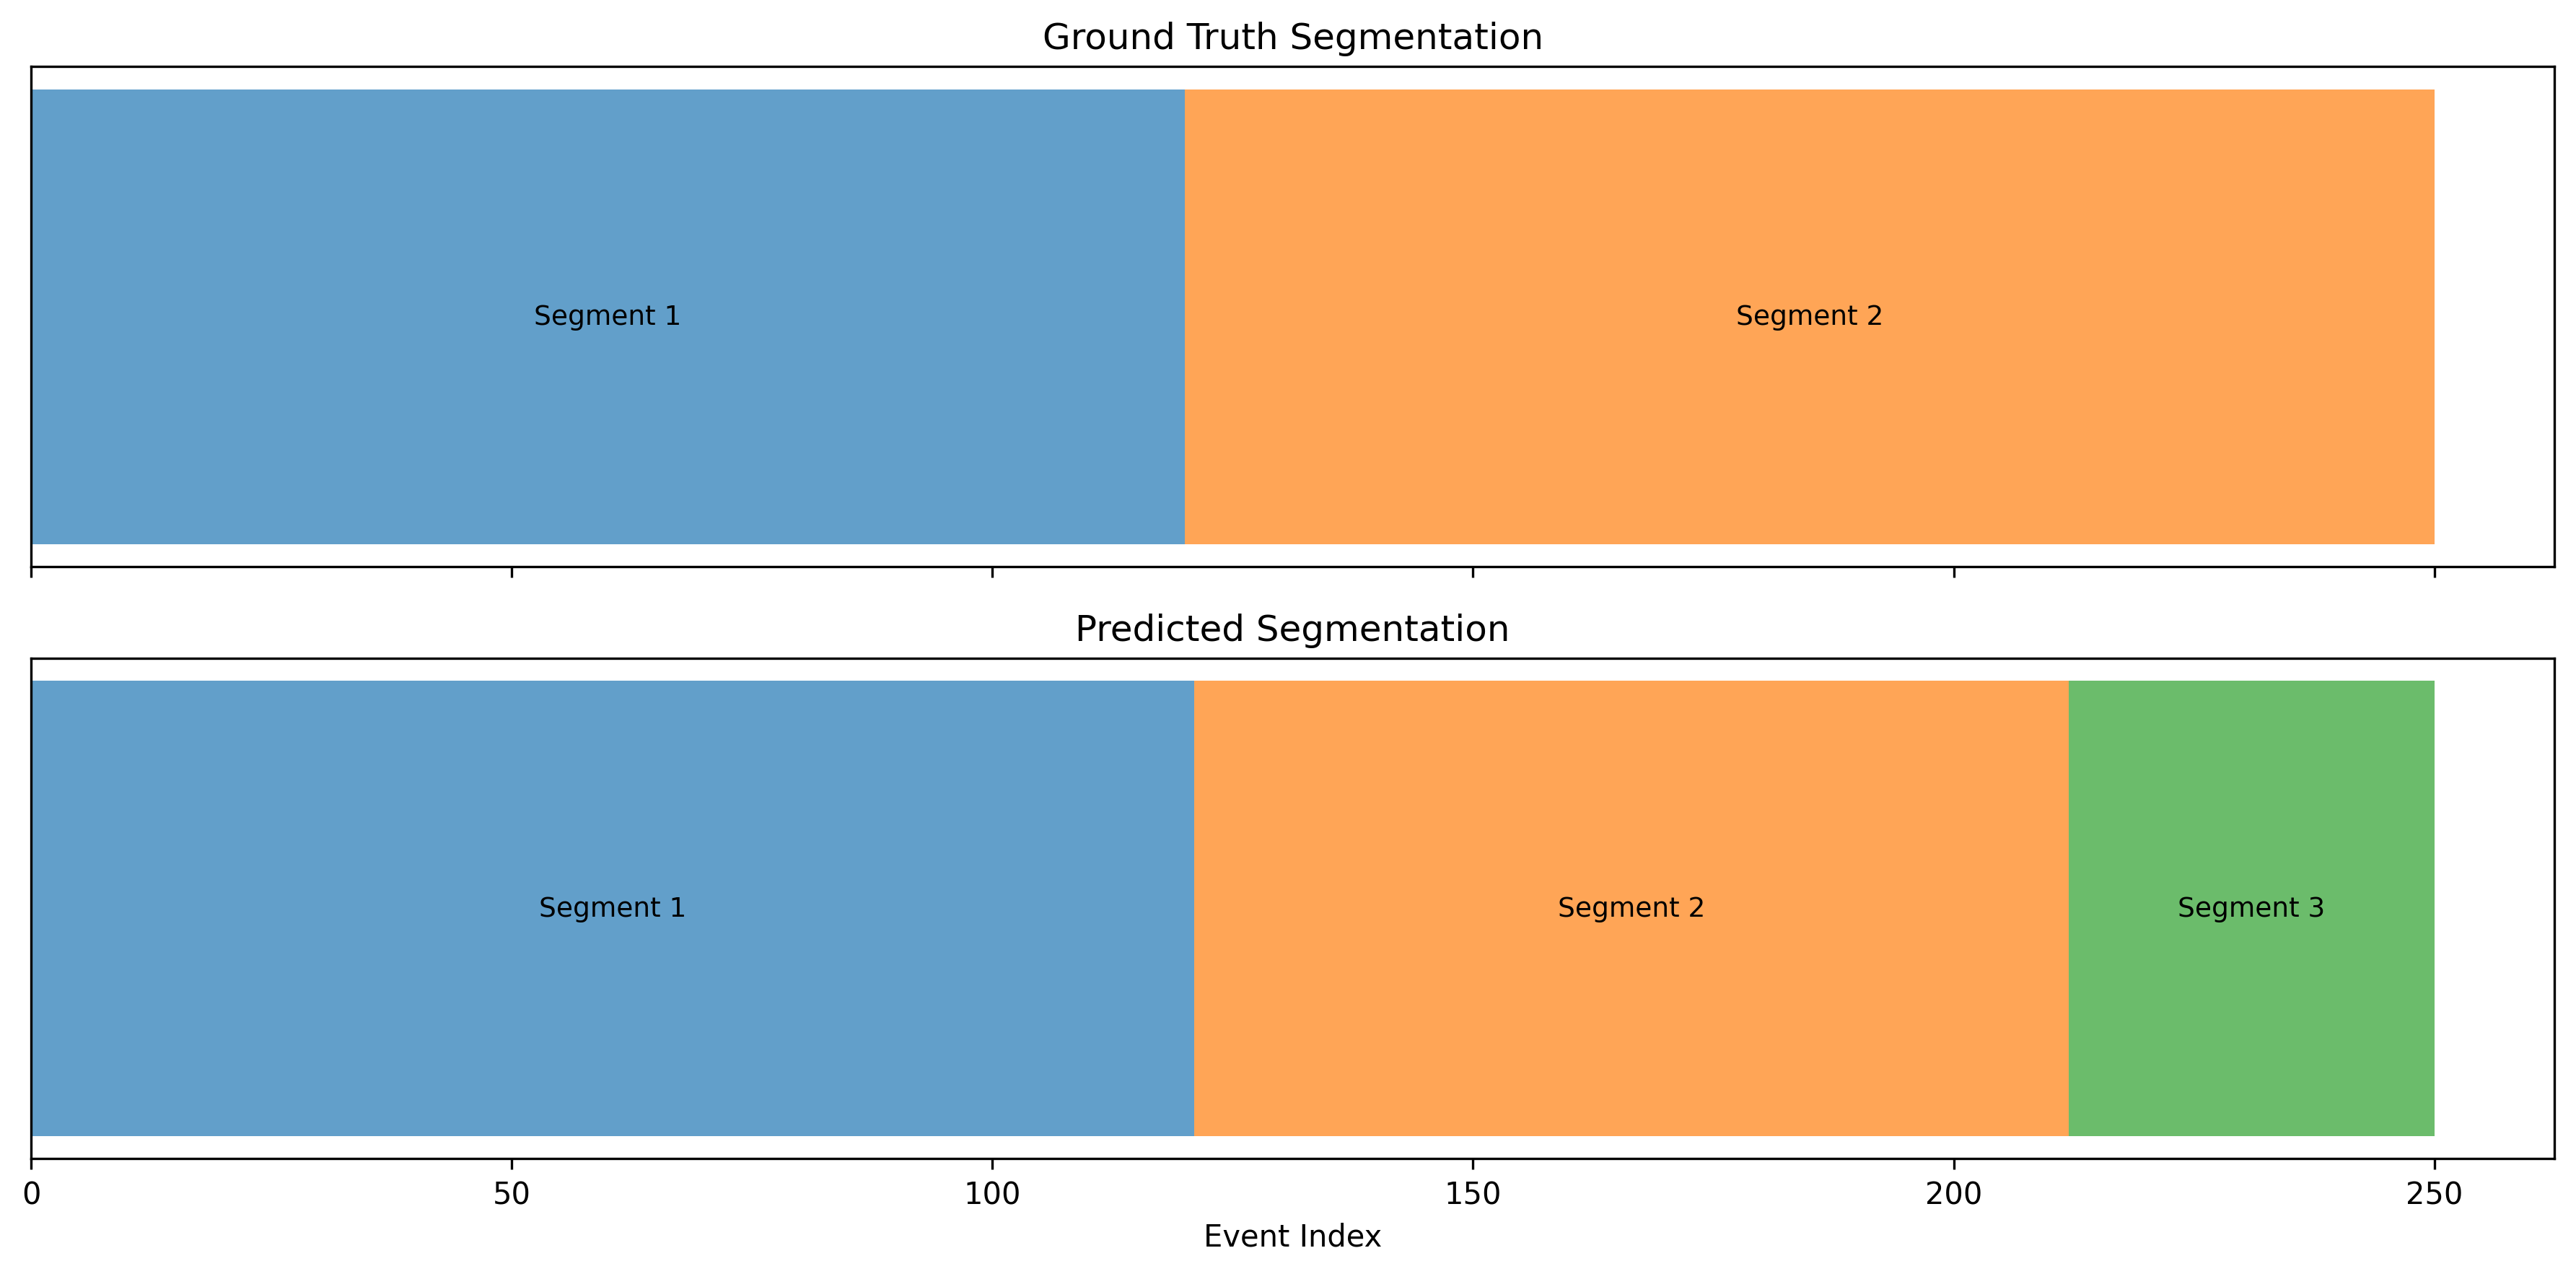 Ground Truth Segmentation
Segment 1 Segment 2
Predicted Segmentation
Segment 1 Segment 2 Segment 3
0 50 100 150 200 250
Event Index